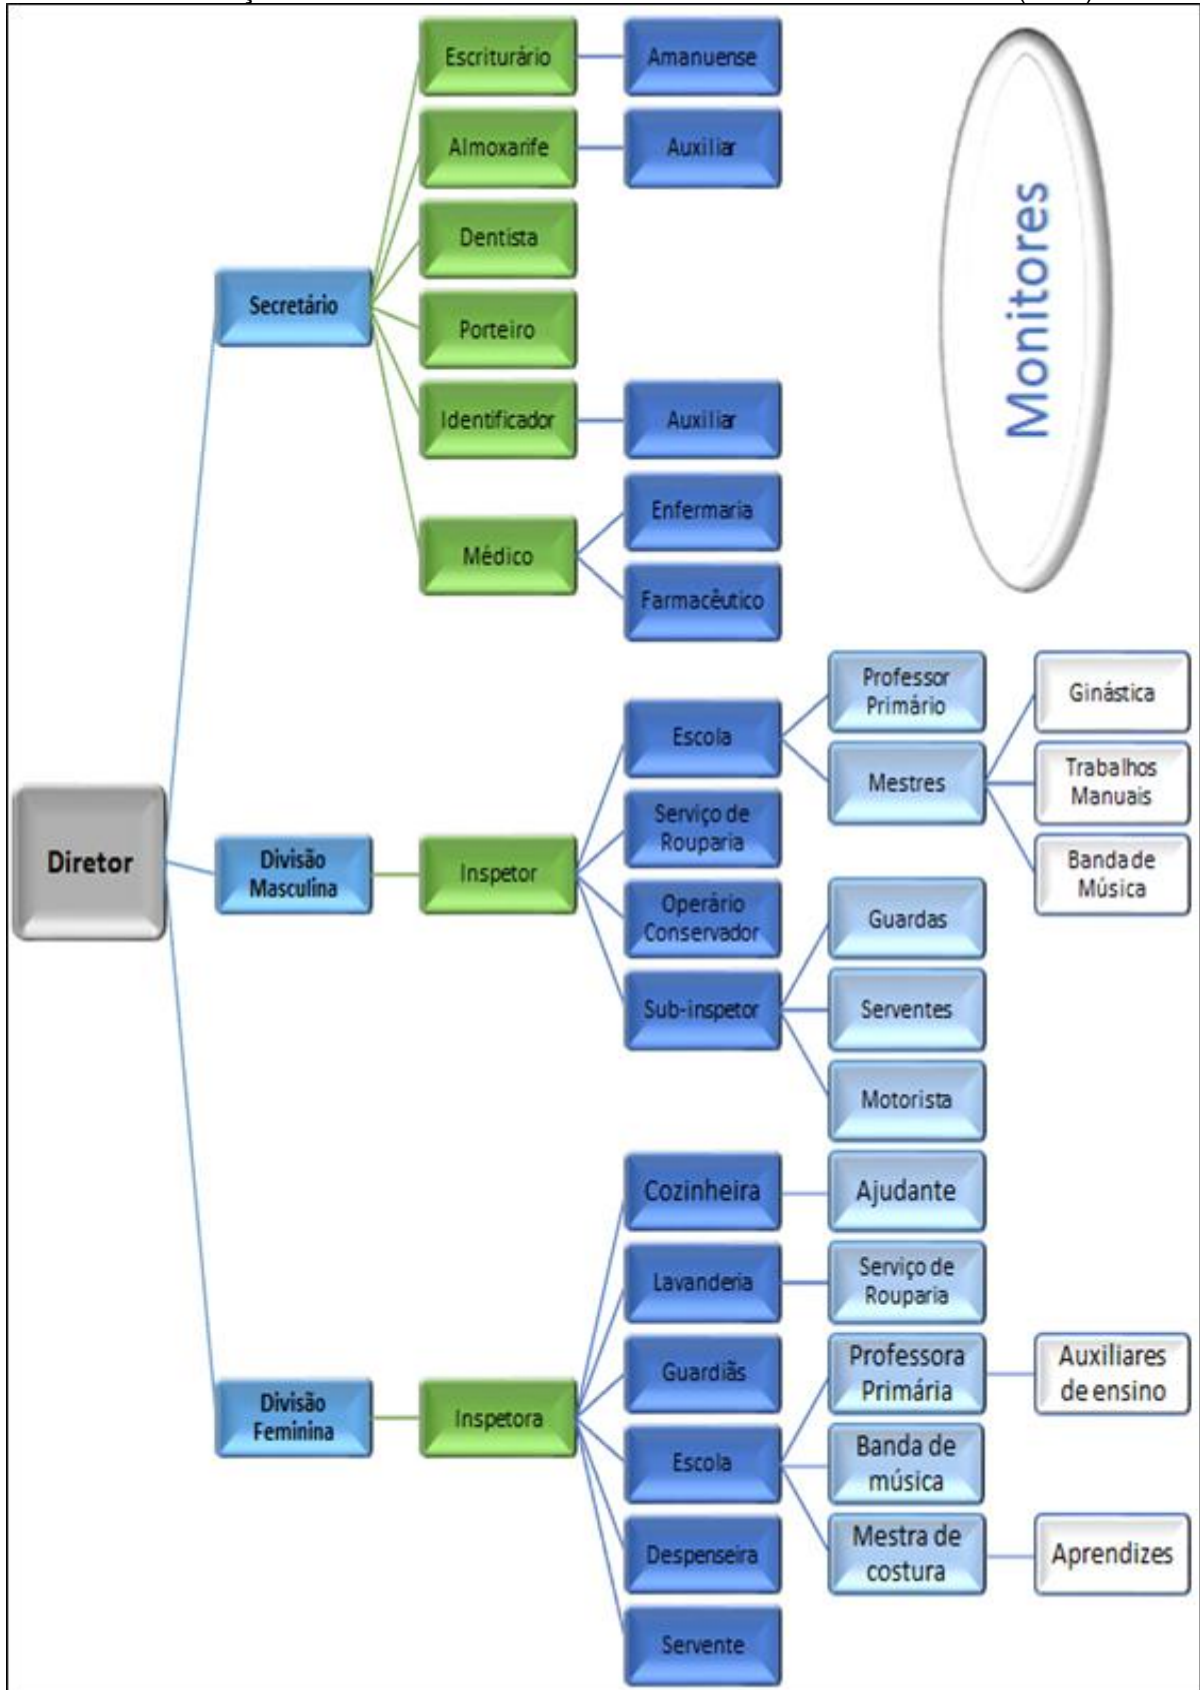 Escriturário
Amanuense
Almoxarife
Auxiliar
Dentista
Secretário
Porteiro
Identificador
Auxiliar
Médico
Enfermaria
Farmacêutico
Monitores
Diretor
Divisão
Masculina
Inspetor
Escola
Professor
Primário
Mestres
Ginástica
Trabalhos
Manuais
Banda de
Música
Serviço de
Rouparia
Operário
Conservador
Sub-inspetor
Guardas
Serventes
Motorista
Divisão
Feminina
Inspetora
Cozinheira
Ajudante
Lavanderia
Serviço de
Rouparia
Guardiãs
Escola
Professora
Primária
Auxiliares
de ensino
Banda de
música
Mestra de
costura
Aprendizes
Despenseira
Servente